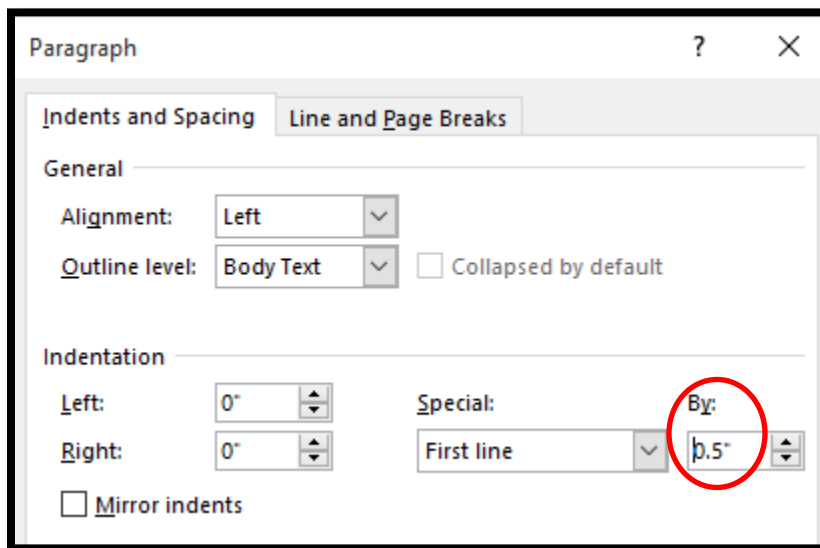 Paragraph ?
Indents and Spacing Line and Page Breaks
General
Alignment: Left
Outline level: Body Text Collapsed by default
Indentation
Left: 0" Special: By:
Right: 0" First line 0.5"
Mirror indents